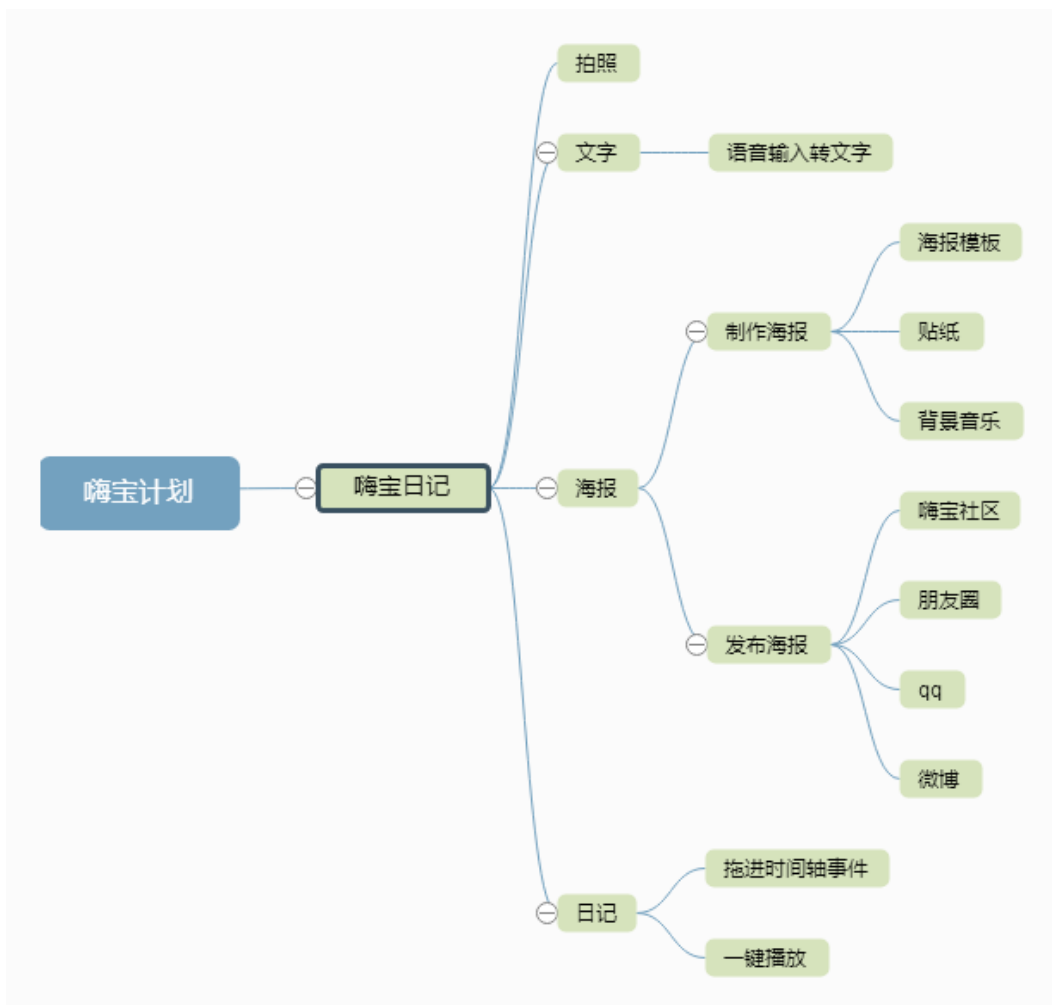 嗨宝计划
嗨宝日记
拍照
文字
语音输入转文字
海报
制作海报
海报模板
贴纸
背景音乐
发布海报
嗨宝社区
朋友圈
qq
微博
日记
拖进时间轴事件
一键播放